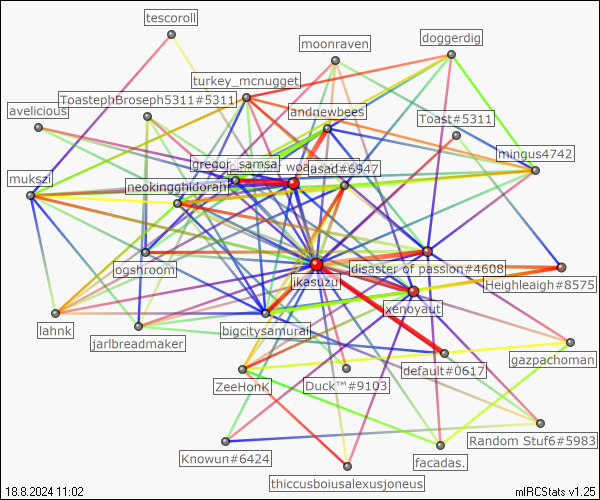 tescoroll
moonraven
doggerdig
turkey_mcnugget
ToastephBroseph5311#5311
avelicious
andnewbees
Toast#5311
mingus4742
gregor_samsa
asad#6947
mukszi
neokingghidorah
ogshroom
disaster of passion#4608
ikasuzu
Heighleaigh#8575
xenoyaut
lahnk
bigcitysamurai
jarlbreadmaker
gazpachoman
default#0617
ZeeHonk
Duck™#9103
Random Stuf6#5983
Knowun#6424
facadas.
thiccusboiusalexusjoneus
18.8.2024 11:02
mIRCStats v1.25